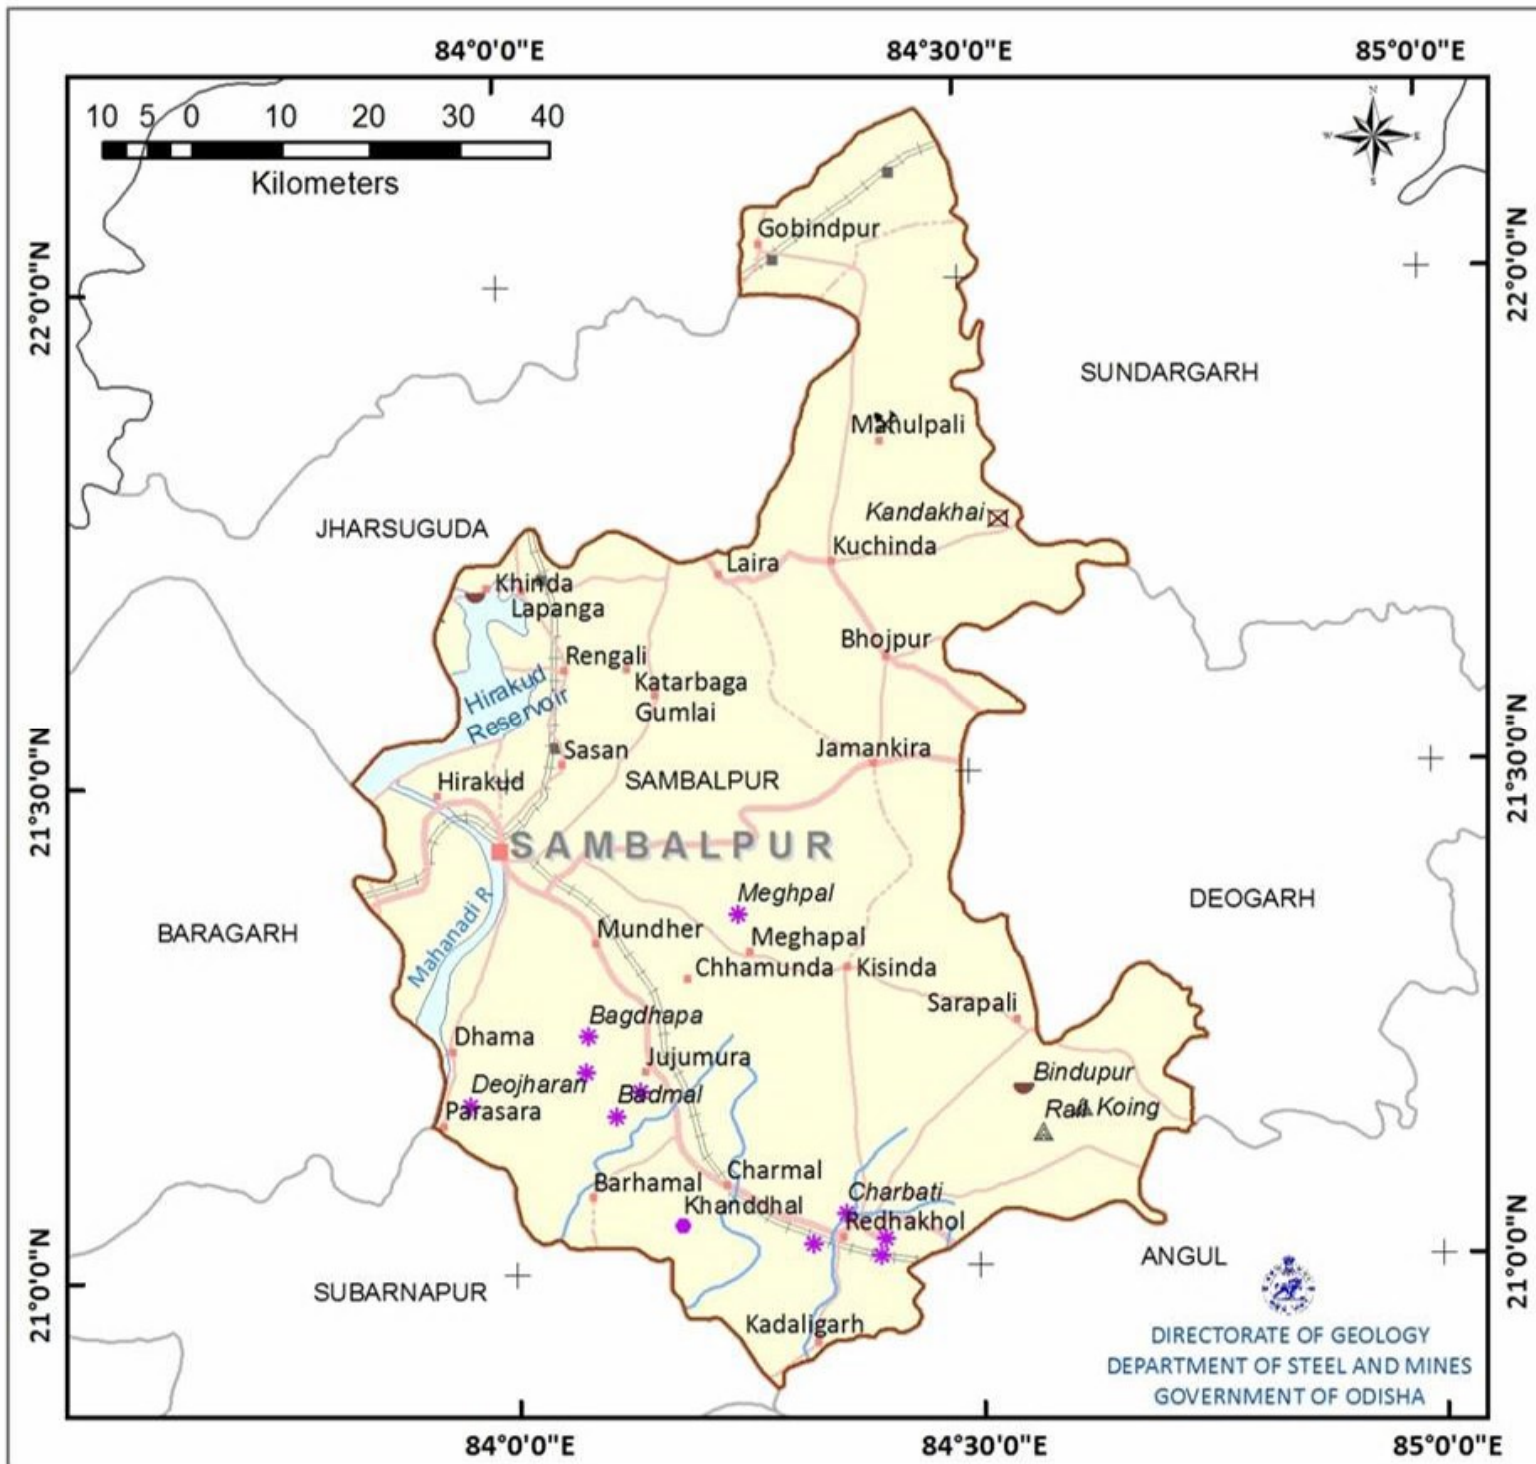 84°0'0"E
84°30'0"E
85°0'0"E
10 5 0 10 20 30 40
Kilometers
N
W
E
S
22°0'0"N
22°0'0"N
Gobindpur
SUNDARGARH
Mahulpali
Kandakhai
JHARSUGUDA
Kuchinda
Laira
Khinda
Lapanga
Bhojpur
Rengali
Katarbaga
Gumlai
Hirakud
Reservoir
Sasan
Jamankira
Hirakud
SAMBALPUR
21°30'0"N
21°30'0"N
SAMBALPUR
Meghpal
DEOGARH
BARAGARH
Mahanadi R
Mundher
Meghapal
Chhamunda
Kisinda
Sarapali
Bagdhapa
Dhama
Jujumura
Bindupur
Deojharan
Badmal
Parasara
Rail
Koing
Charmal
Barhamal
Khanddhal
Charbati
Redhakhol
21°0'0"N
21°0'0"N
ANGUL
SUBARNAPUR
Kadaligarh
DIRECTORATE OF GEOLOGY
DEPARTMENT OF STEEL AND MINES
GOVERNMENT OF ODISHA
84°0'0"E
84°30'0"E
85°0'0"E